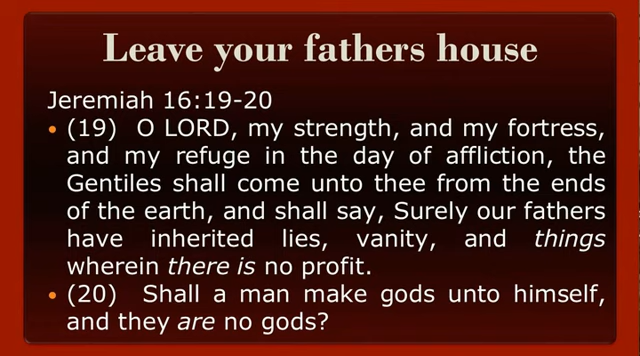 Leave your fathers house
Jeremiah 16:19-20
• (19) O LORD, my strength, and my fortress,
and my refuge in the day of affliction, the
Gentiles shall come unto thee from the ends
of the earth, and shall say, Surely our fathers
have inherited lies, vanity, and things
wherein there is no profit.
• (20) Shall a man make gods unto himself,
and they are no gods?